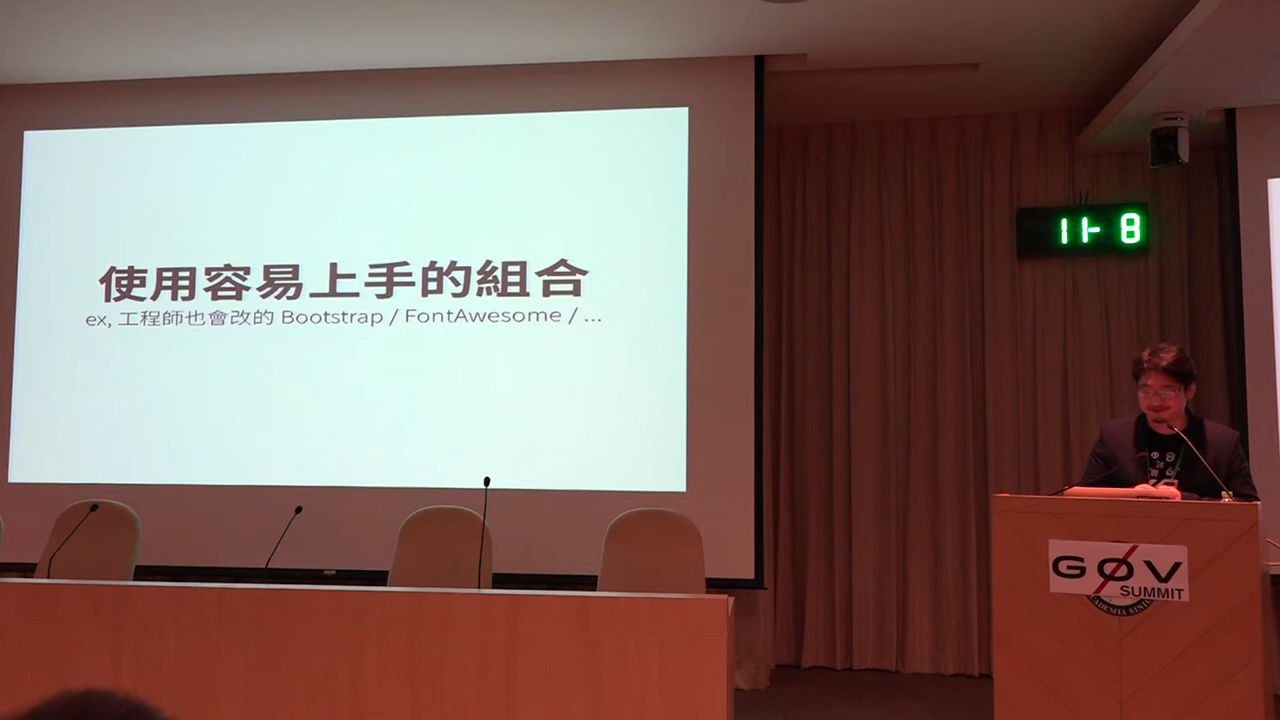 使用容易上手的組合
ex, 工程師也會改的 Bootstrap / FontAwesome / ...
11- 8
GØV
SUMMIT